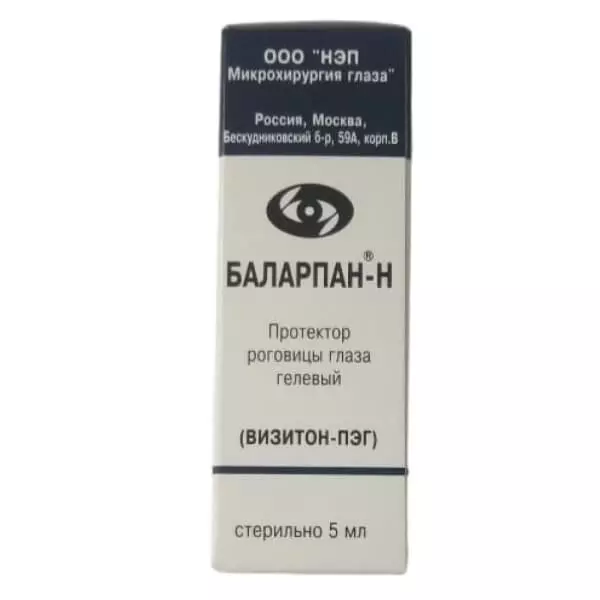 ООО "НЭП
Микрохирургия глаза"
Россия, Москва,
Бескудниковский б-р, 59А, корп.В
БАЛАРПАН®-Н
Протектор
роговицы глаза
гелевый
(ВИЗИТОН-ПЭГ)
стерильно 5 мл